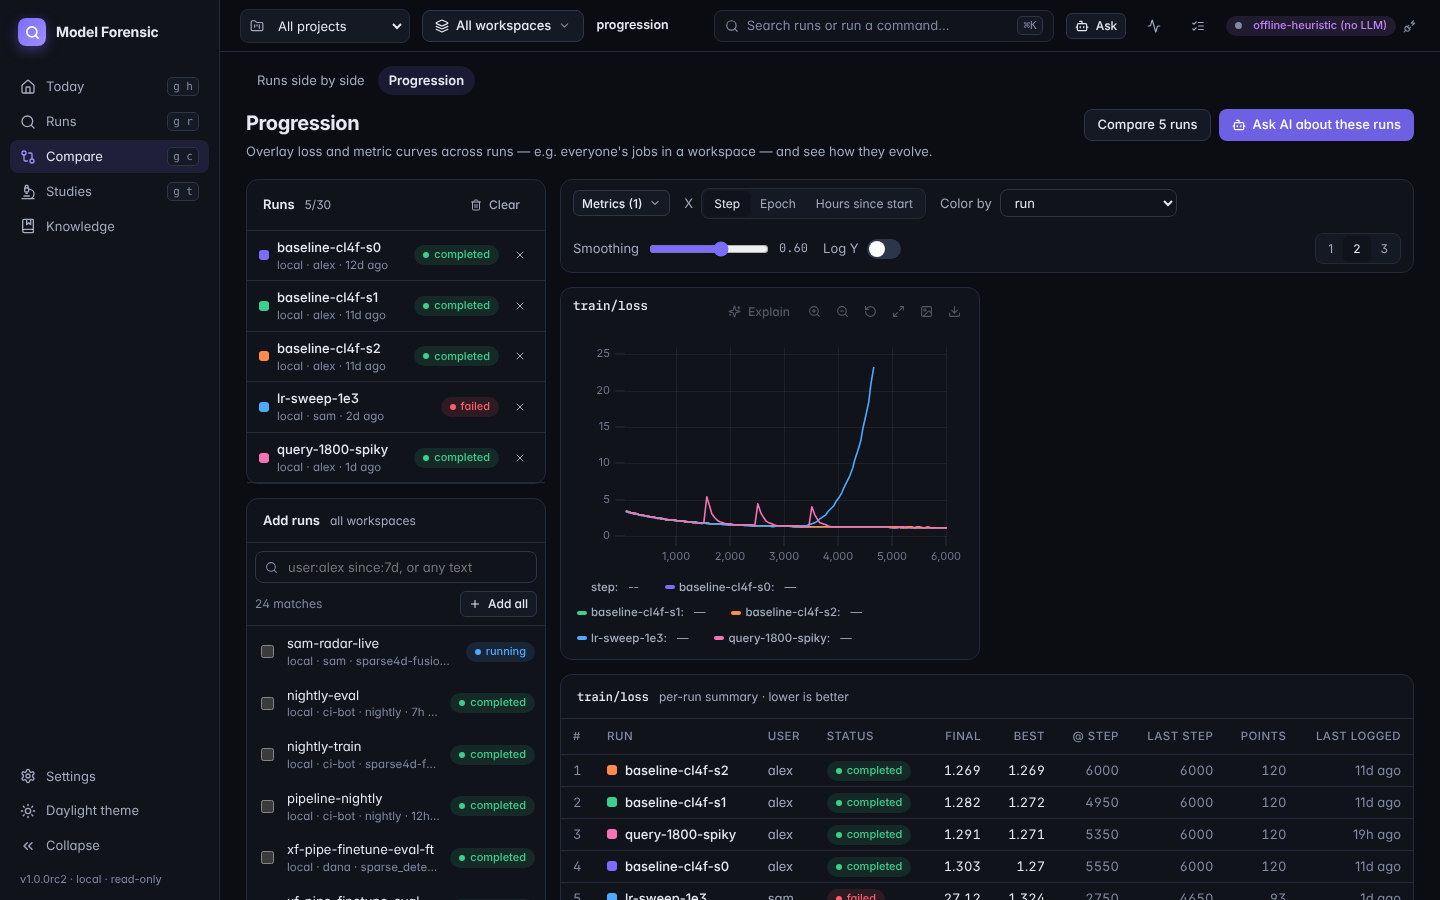 Model Forensic
Today g h
Runs g r
Compare g c
Studies g t
Knowledge
Settings
Daylight theme
Collapse
v1.0.0rc2 · local · read-only
All projects
All workspaces
progression
Search runs or run a command... ⌘K
Ask
offline-heuristic (no LLM)
Runs side by side Progression
Progression
Overlay loss and metric curves across runs — e.g. everyone's jobs in a workspace — and see how they evolve.
Compare 5 runs
Ask AI about these runs
Runs 5/30 Clear
baseline-cl4f-s0
local · alex · 12d ago
completed
baseline-cl4f-s1
local · alex · 11d ago
completed
baseline-cl4f-s2
local · alex · 11d ago
completed
lr-sweep-1e3
local · sam · 2d ago
failed
query-1800-spiky
local · alex · 1d ago
completed
Add runs all workspaces
user:alex since:7d, or any text
24 matches
Add all
sam-radar-live
local · sam · sparse4d-fusio...
running
nightly-eval
local · ci-bot · nightly · 7h ...
completed
nightly-train
local · ci-bot · sparse4d-f...
completed
pipeline-nightly
local · ci-bot · nightly · 12h...
completed
xf-pipe-finetune-eval-ft
local · dana · sparse_dete...
completed
Metrics (1) X Step Epoch Hours since start Color by run
Smoothing 0.60 Log Y 1 2 3
train/loss Explain
25
20
15
10
5
0
1,000 2,000 3,000 4,000 5,000 6,000
step: -- baseline-cl4f-s0: —
baseline-cl4f-s1: — baseline-cl4f-s2: —
lr-sweep-1e3: — query-1800-spiky: —
train/loss per-run summary · lower is better
# RUN USER STATUS FINAL BEST @ STEP LAST STEP POINTS LAST LOGGED
1 baseline-cl4f-s2 alex completed 1.269 1.269 6000 6000 120 11d ago
2 baseline-cl4f-s1 alex completed 1.282 1.272 4950 6000 120 11d ago
3 query-1800-spiky alex completed 1.291 1.271 5350 6000 120 19h ago
4 baseline-cl4f-s0 alex completed 1.303 1.27 5550 6000 120 11d ago
5 lr-sweep-1e3 sam failed 27.12 1.324 2750 4650 93 1d ago